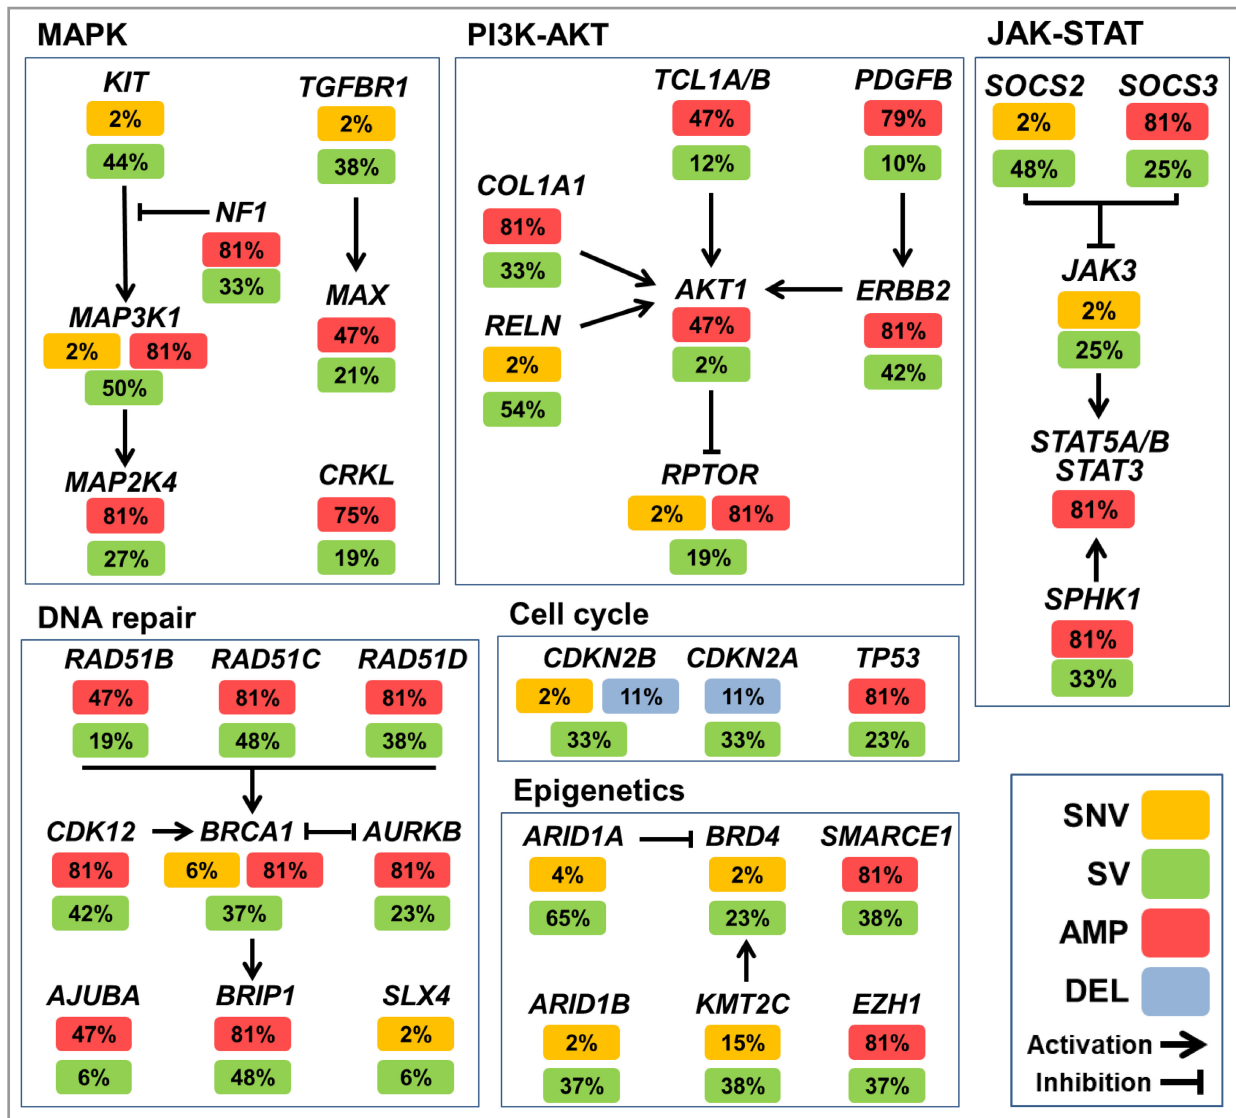 MAPK
KIT
2%
44%
TGFBR1
2%
38%
NF1
81%
33%
MAP3K1
2% 81%
50%
MAX
47%
21%
MAP2K4
81%
27%
CRKL
75%
19%
PI3K-AKT
TCL1A/B
47%
12%
PDGFB
79%
10%
COL1A1
81%
33%
RELN
2%
54%
AKT1
47%
2%
ERBB2
81%
42%
RPTOR
2% 81%
19%
JAK-STAT
SOCS2 SOCS3
2% 81%
48% 25%
JAK3
2%
25%
STAT5A/B
STAT3
81%
SPHK1
81%
33%
DNA repair
RAD51B RAD51C RAD51D
47% 81% 81%
19% 48% 38%
CDK12 BRCA1 AURKB
81% 6% 81% 81%
42% 37% 23%
AJUBA BRIP1 SLX4
47% 81% 2%
6% 48% 6%
Cell cycle
CDKN2B CDKN2A TP53
2% 11% 11% 81%
33% 33% 23%
Epigenetics
ARID1A BRD4 SMARCE1
4% 2% 81%
65% 23% 38%
ARID1B KMT2C EZH1
2% 15% 81%
37% 38% 37%
SNV
SV
AMP
DEL
Activation
Inhibition